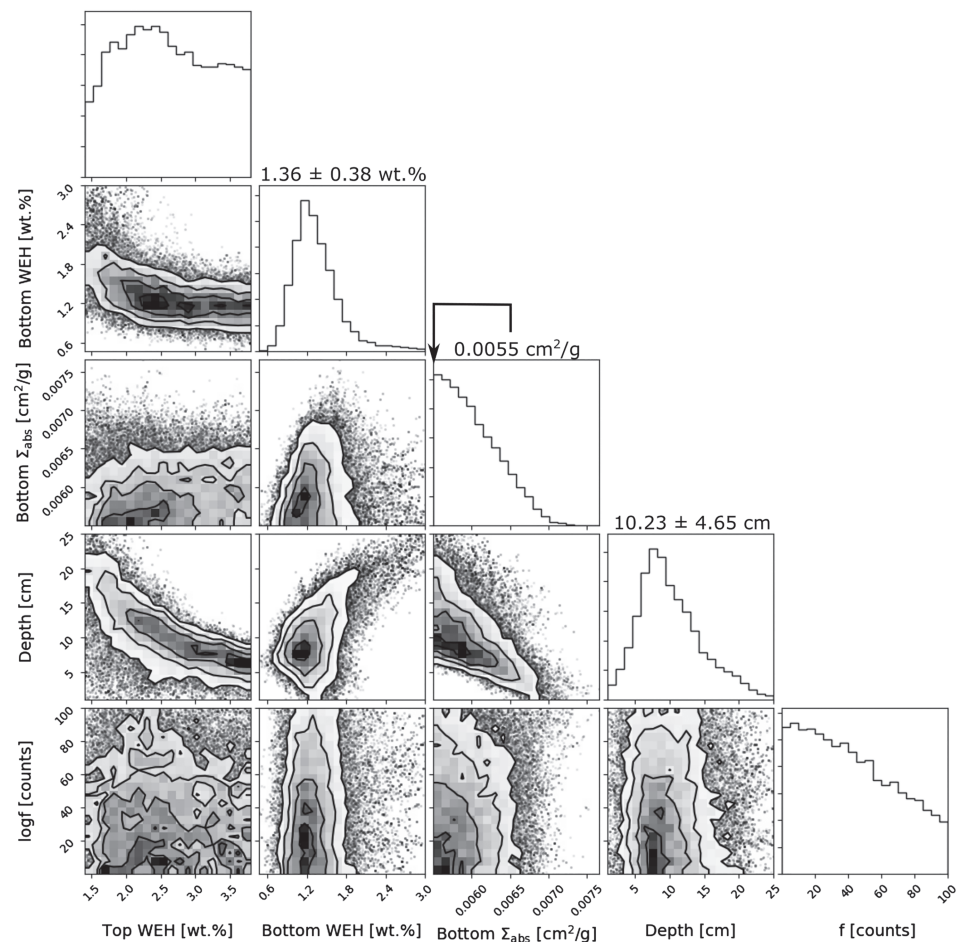 1.36 ± 0.38 wt.%
Bottom WEH [wt.%]
3.0
2.4
1.8
1.2
0.6
0.0055 cm²/g
Bottom Σabs [cm²/g]
0.0075
0.0070
0.0065
0.0060
10.23 ± 4.65 cm
Depth [cm]
25
20
15
10
5
logf [counts]
100
80
60
40
20
1.5 2.0 2.5 3.0 3.5
0.6 1.2 1.8 2.4 3.0
0.0060 0.0065 0.0070 0.0075
5 10 15 20 25
20 40 60 80 100
Top WEH [wt.%] Bottom WEH [wt.%] Bottom Σabs [cm²/g] Depth [cm] f [counts]